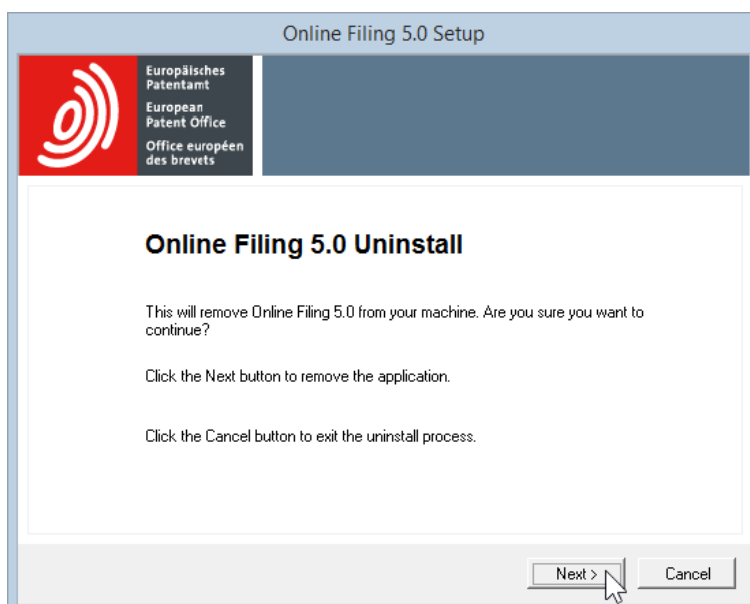 Online Filing 5.0 Setup
Europäisches
Patentamt
European
Patent Office
Office européen
des brevets
Online Filing 5.0 Uninstall
This will remove Online Filing 5.0 from your machine. Are you sure you want to
continue?
Click the Next button to remove the application.
Click the Cancel button to exit the uninstall process.
Next >
Cancel